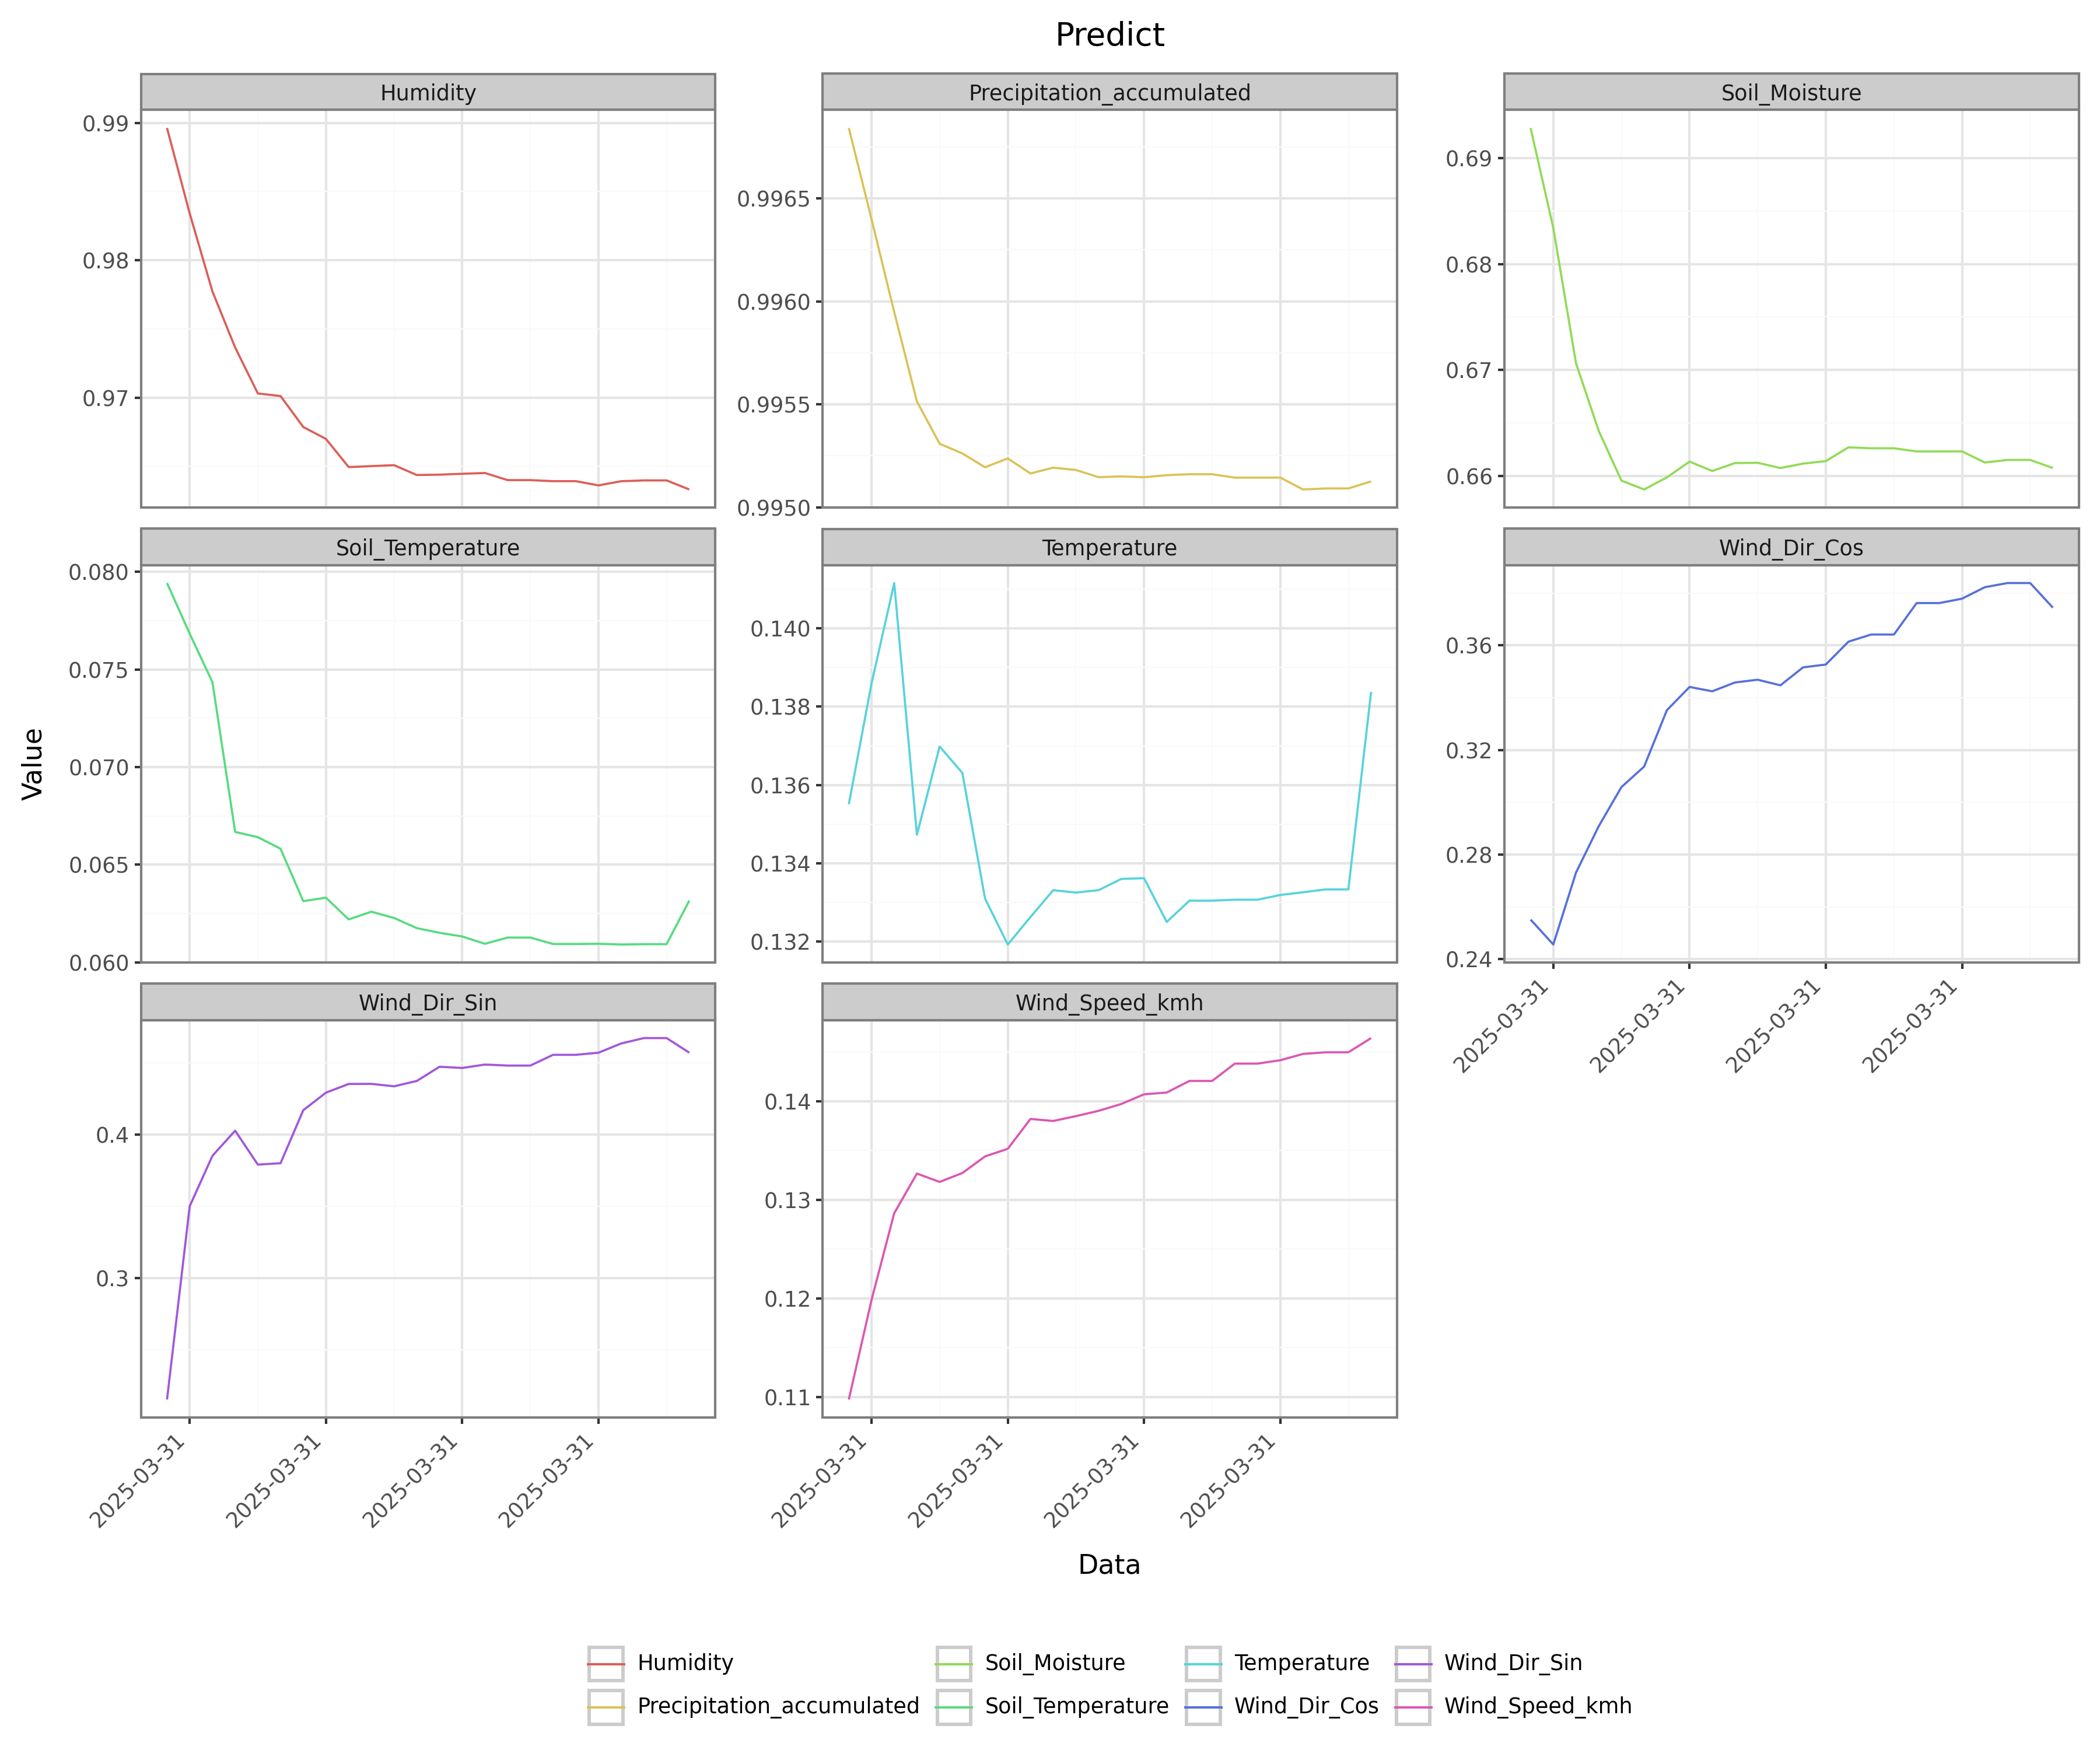 Predict
Humidity
Precipitation_accumulated
Soil_Moisture
0.99
0.98
0.97
0.9965
0.9960
0.9955
0.9950
0.69
0.68
0.67
0.66
Soil_Temperature
Temperature
Wind_Dir_Cos
0.080
0.075
0.070
0.065
0.060
0.140
0.138
0.136
0.134
0.132
0.36
0.32
0.28
0.24
2025-03-31
2025-03-31
2025-03-31
2025-03-31
Value
Wind_Dir_Sin
Wind_Speed_kmh
0.4
0.3
0.14
0.13
0.12
0.11
2025-03-31
2025-03-31
2025-03-31
2025-03-31
2025-03-31
2025-03-31
2025-03-31
2025-03-31
Data
Humidity
Soil_Moisture
Temperature
Wind_Dir_Sin
Precipitation_accumulated
Soil_Temperature
Wind_Dir_Cos
Wind_Speed_kmh